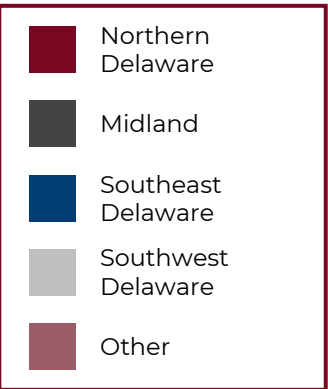 Northern
Delaware
Midland
Southeast
Delaware
Southwest
Delaware
Other